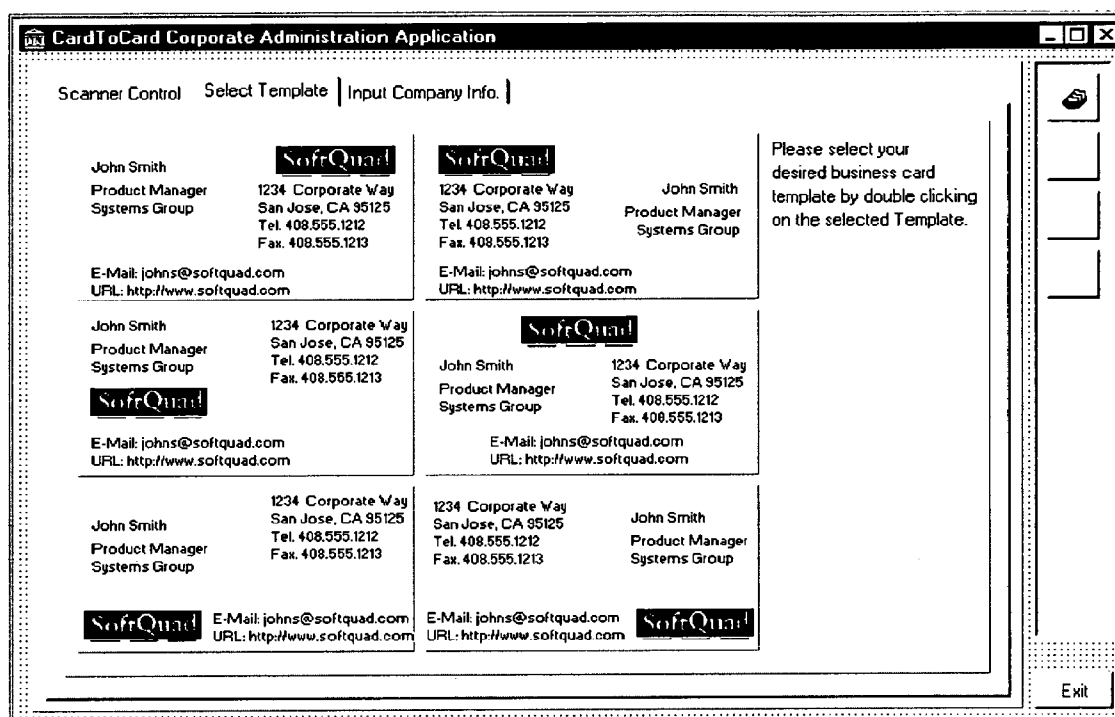 CardToCard Corporate Administration Application
Scanner Control
Select Template
Input Company Info.
John Smith
Product Manager
Systems Group
SoftQuad
1234 Corporate Way
San Jose, CA 95125
Tel. 408.555.1212
Fax. 408.555.1213
E-Mail: johns@softquad.com
URL: http://www.softquad.com
SoftQuad
1234 Corporate Way
San Jose, CA 95125
Tel. 408.555.1212
Fax. 408.555.1213
John Smith
Product Manager
Systems Group
E-Mail: johns@softquad.com
URL: http://www.softquad.com
Please select your
desired business card
template by double clicking
on the selected Template.
John Smith
Product Manager
Systems Group
1234 Corporate Way
San Jose, CA 95125
Tel. 408.555.1212
Fax. 408.555.1213
SoftQuad
E-Mail: johns@softquad.com
URL: http://www.softquad.com
SoftQuad
John Smith
Product Manager
Systems Group
1234 Corporate Way
San Jose, CA 95125
Tel. 408.555.1212
Fax. 408.555.1213
E-Mail: johns@softquad.com
URL: http://www.softquad.com
John Smith
Product Manager
Systems Group
1234 Corporate Way
San Jose, CA 95125
Tel. 408.555.1212
Fax. 408.555.1213
SoftQuad
E-Mail: johns@softquad.com
URL: http://www.softquad.com
1234 Corporate Way
San Jose, CA 95125
Tel. 408.555.1212
Fax. 408.555.1213
John Smith
Product Manager
Systems Group
E-Mail: johns@softquad.com
URL: http://www.softquad.com
SoftQuad
Exit